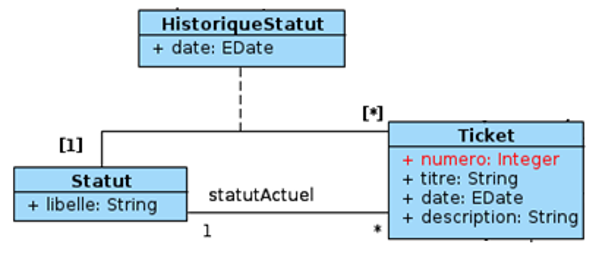 HistoriqueStatut
+ date: EDate
[*]
[1]
Ticket
+ numero: Integer
+ titre: String
+ date: EDate
+ description: String
Statut
+ libelle: String
statutActuel
1
*